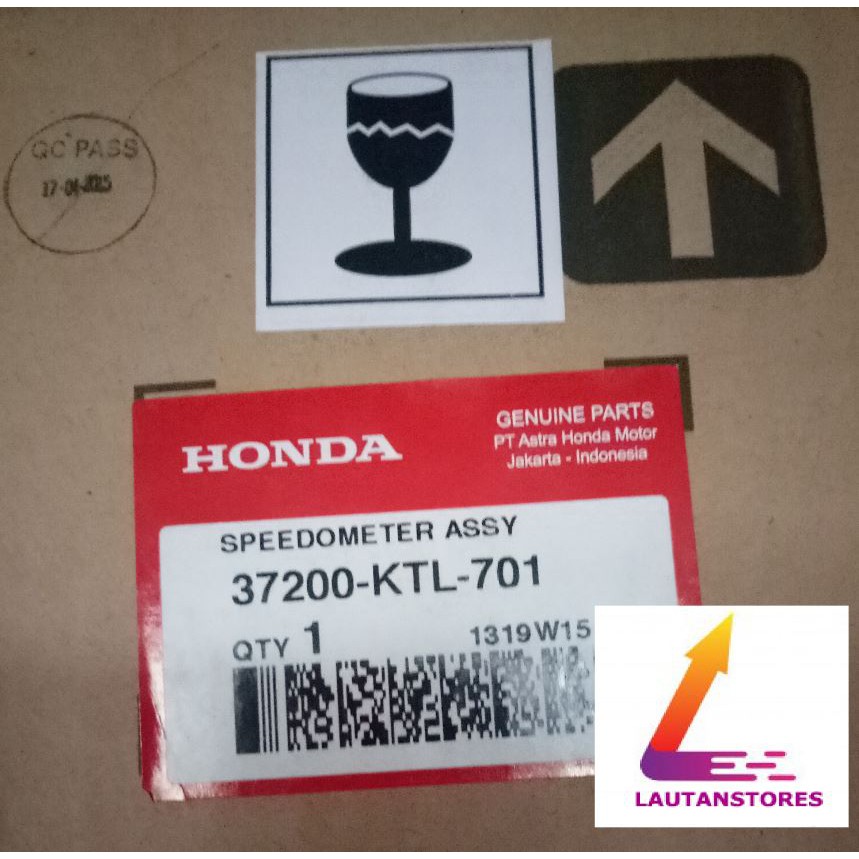 QC PASS
HONDA
GENUINE PARTS
PT Astra Honda Motor
Jakarta - Indonesia
SPEEDOMETER ASSY
37200-KTL-701
QTY 1
1319W15
LAUTANSTORES